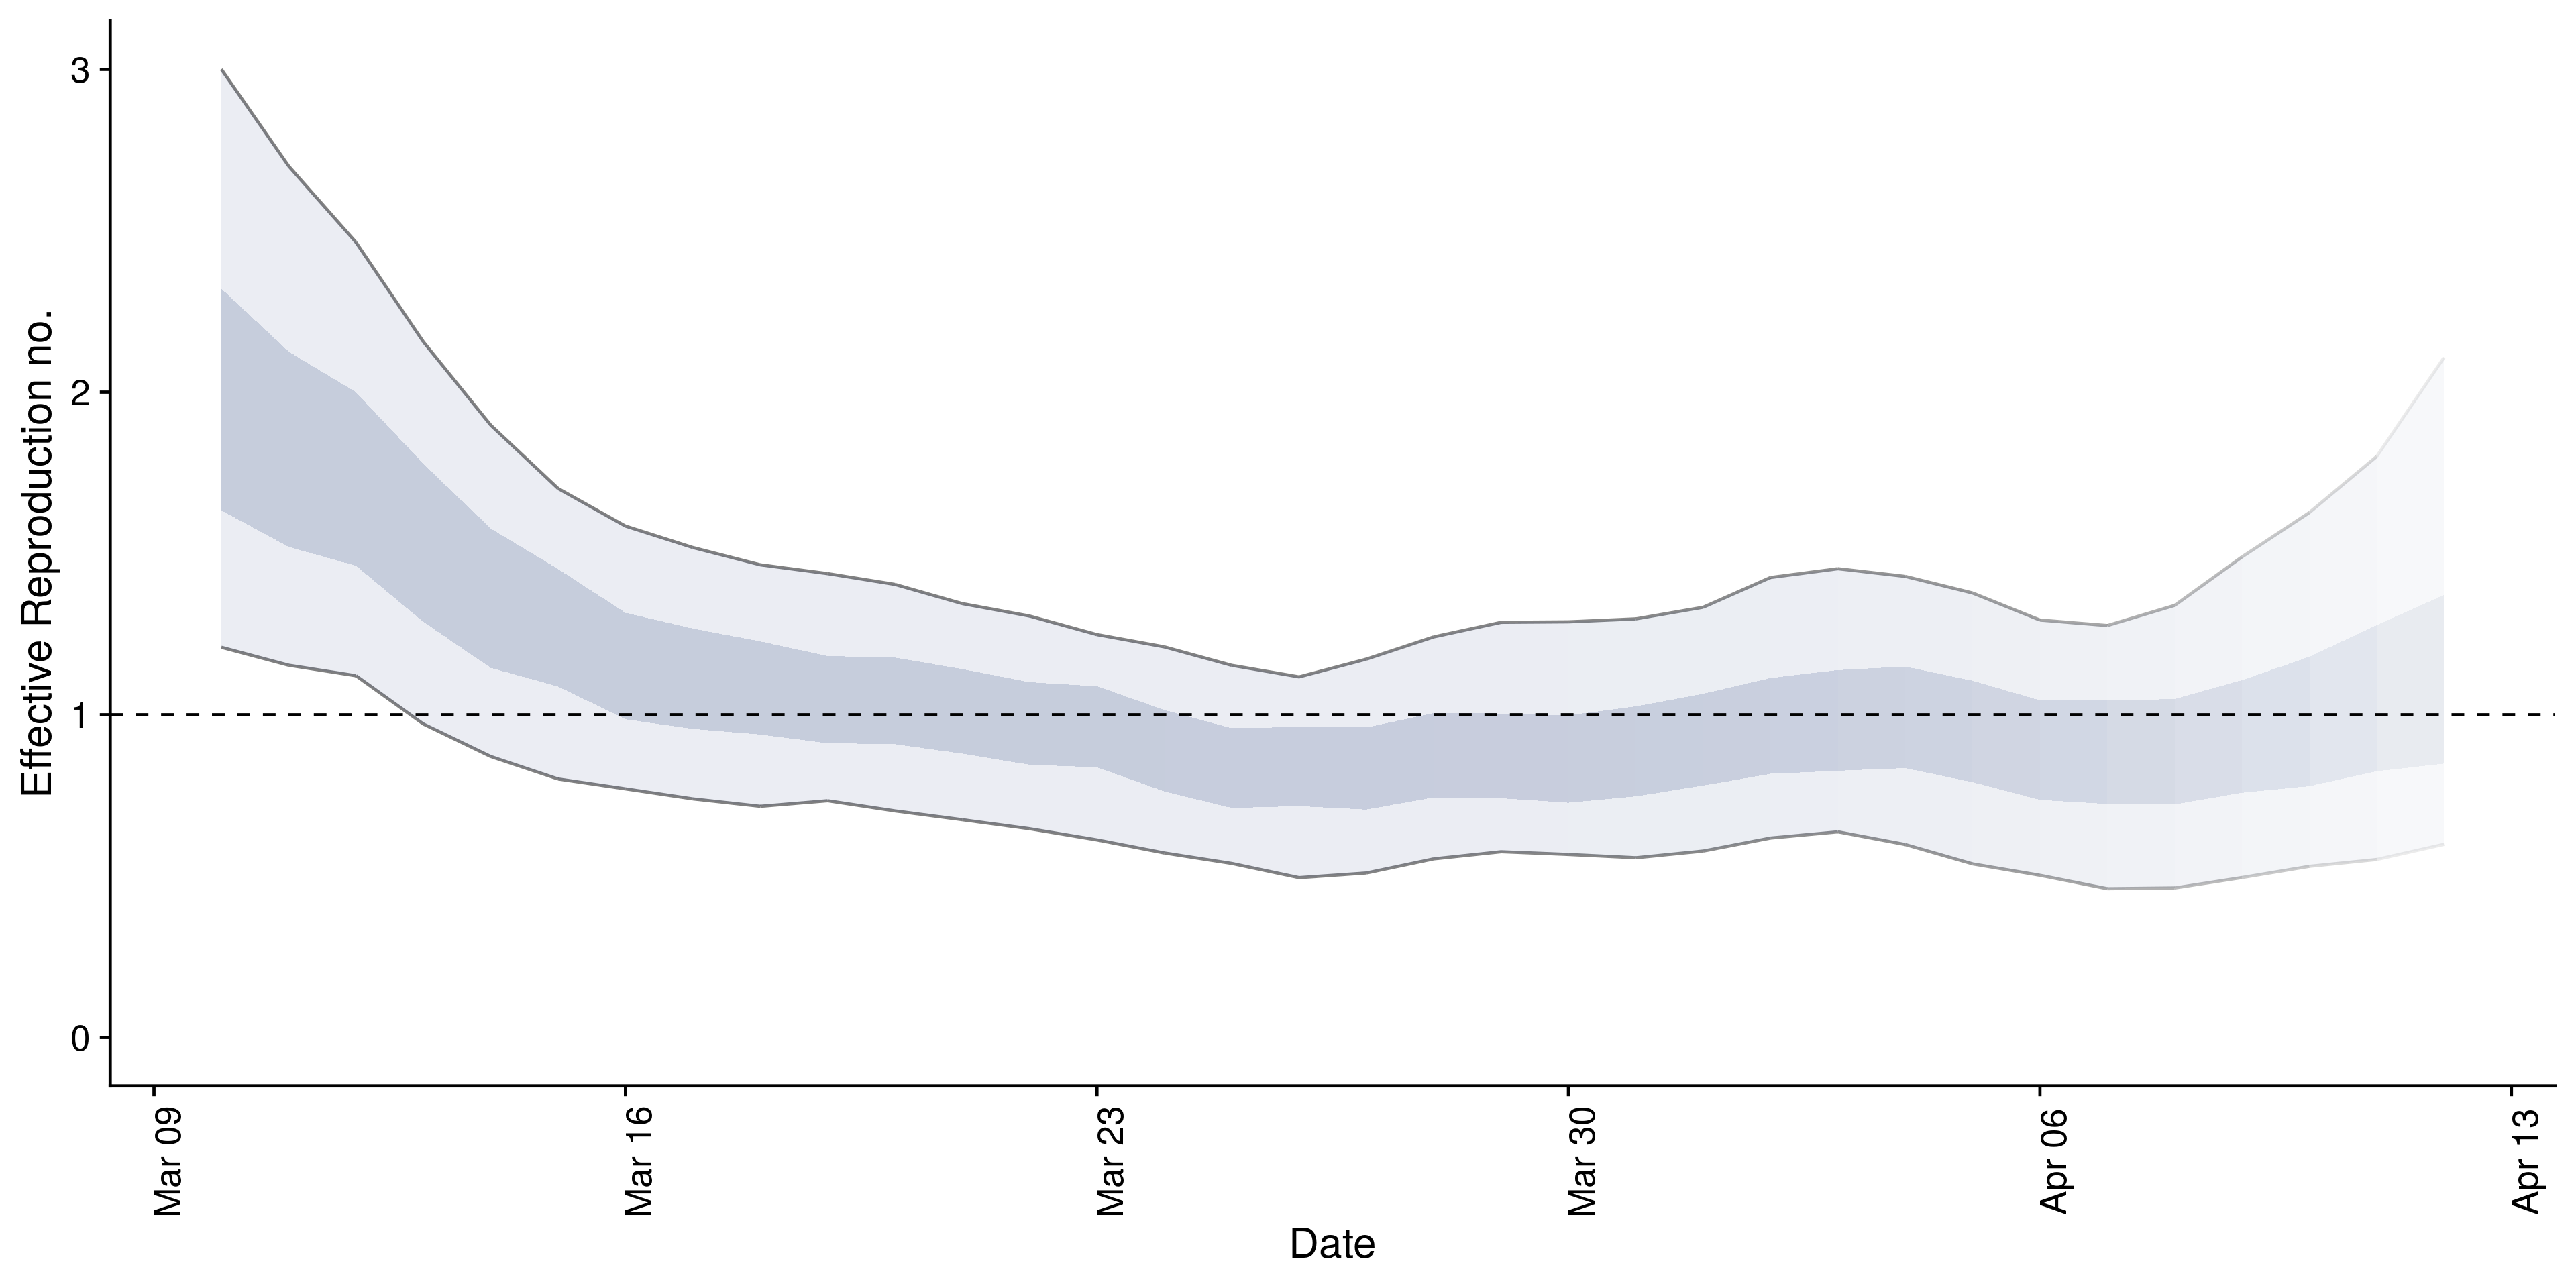 Effective Reproduction no.
3
2
1
0
Mar 09
Mar 16
Mar 23
Mar 30
Apr 06
Apr 13
Date